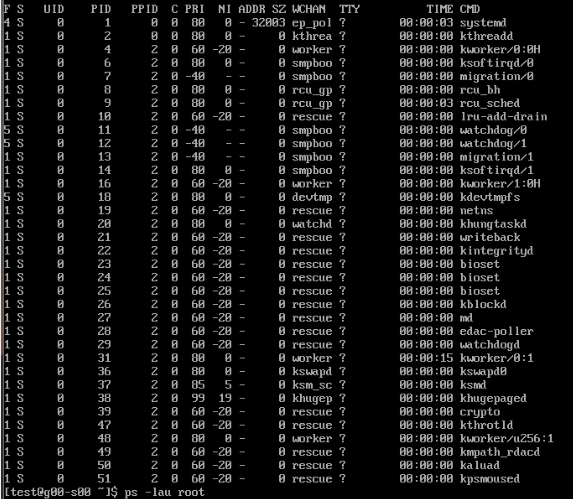 F S   UID   PID  PPID  C PRI  NI ADDR SZ WCHAN  TTY          TIME CMD
4 S     0     1     0  0  80   0 - 32003 ep_pol ?        00:00:03 systemd
1 S     0     2     0  0  80   0 -     0 kthrea ?        00:00:00 kthreadd
1 S     0     4     2  0  60 -20 -     0 worker ?        00:00:00 kworker/0:0H
1 S     0     6     2  0  80   0 -     0 smpboo ?        00:00:00 ksoftirqd/0
1 S     0     7     2  0 -40   - -     0 smpboo ?        00:00:00 migration/0
1 S     0     8     2  0  80   0 -     0 rcu_gp ?        00:00:00 rcu_bh
1 S     0     9     2  0  80   0 -     0 rcu_gp ?        00:00:03 rcu_sched
1 S     0    10     2  0  60 -20 -     0 rescue ?        00:00:00 lru-add-drain
5 S     0    11     2  0 -40   - -     0 smpboo ?        00:00:00 watchdog/0
5 S     0    12     2  0 -40   - -     0 smpboo ?        00:00:00 watchdog/1
1 S     0    13     2  0 -40   - -     0 smpboo ?        00:00:00 migration/1
1 S     0    14     2  0  80   0 -     0 smpboo ?        00:00:00 ksoftirqd/1
1 S     0    16     2  0  60 -20 -     0 worker ?        00:00:00 kworker/1:0H
5 S     0    18     2  0  80   0 -     0 devtmp ?        00:00:00 kdevtmpfs
1 S     0    19     2  0  60 -20 -     0 rescue ?        00:00:00 netns
1 S     0    20     2  0  80   0 -     0 watchd ?        00:00:00 khungtaskd
1 S     0    21     2  0  60 -20 -     0 rescue ?        00:00:00 writeback
1 S     0    22     2  0  60 -20 -     0 rescue ?        00:00:00 kintegrityd
1 S     0    23     2  0  60 -20 -     0 rescue ?        00:00:00 bioset
1 S     0    24     2  0  60 -20 -     0 rescue ?        00:00:00 bioset
1 S     0    25     2  0  60 -20 -     0 rescue ?        00:00:00 bioset
1 S     0    26     2  0  60 -20 -     0 rescue ?        00:00:00 kblockd
1 S     0    27     2  0  60 -20 -     0 rescue ?        00:00:00 md
1 S     0    28     2  0  60 -20 -     0 rescue ?        00:00:00 edac-poller
1 S     0    29     2  0  60 -20 -     0 rescue ?        00:00:00 watchdogd
1 S     0    31     2  0  80   0 -     0 worker ?        00:00:15 kworker/0:1
1 S     0    36     2  0  80   0 -     0 kswapd ?        00:00:00 kswapd0
1 S     0    37     2  0  85   5 -     0 ksm_sc ?        00:00:00 ksmd
1 S     0    38     2  0  99  19 -     0 khugep ?        00:00:00 khugepaged
1 S     0    39     2  0  60 -20 -     0 rescue ?        00:00:00 crypto
1 S     0    47     2  0  60 -20 -     0 rescue ?        00:00:00 kthrotld
1 S     0    48     2  0  80   0 -     0 worker ?        00:00:00 kworker/u256:1
1 S     0    49     2  0  60 -20 -     0 rescue ?        00:00:00 kmpath_rdacd
1 S     0    50     2  0  60 -20 -     0 rescue ?        00:00:00 kaluad
1 S     0    51     2  0  60 -20 -     0 rescue ?        00:00:00 kpsmoused
[test@g00-s00 ~]$ ps -lau root